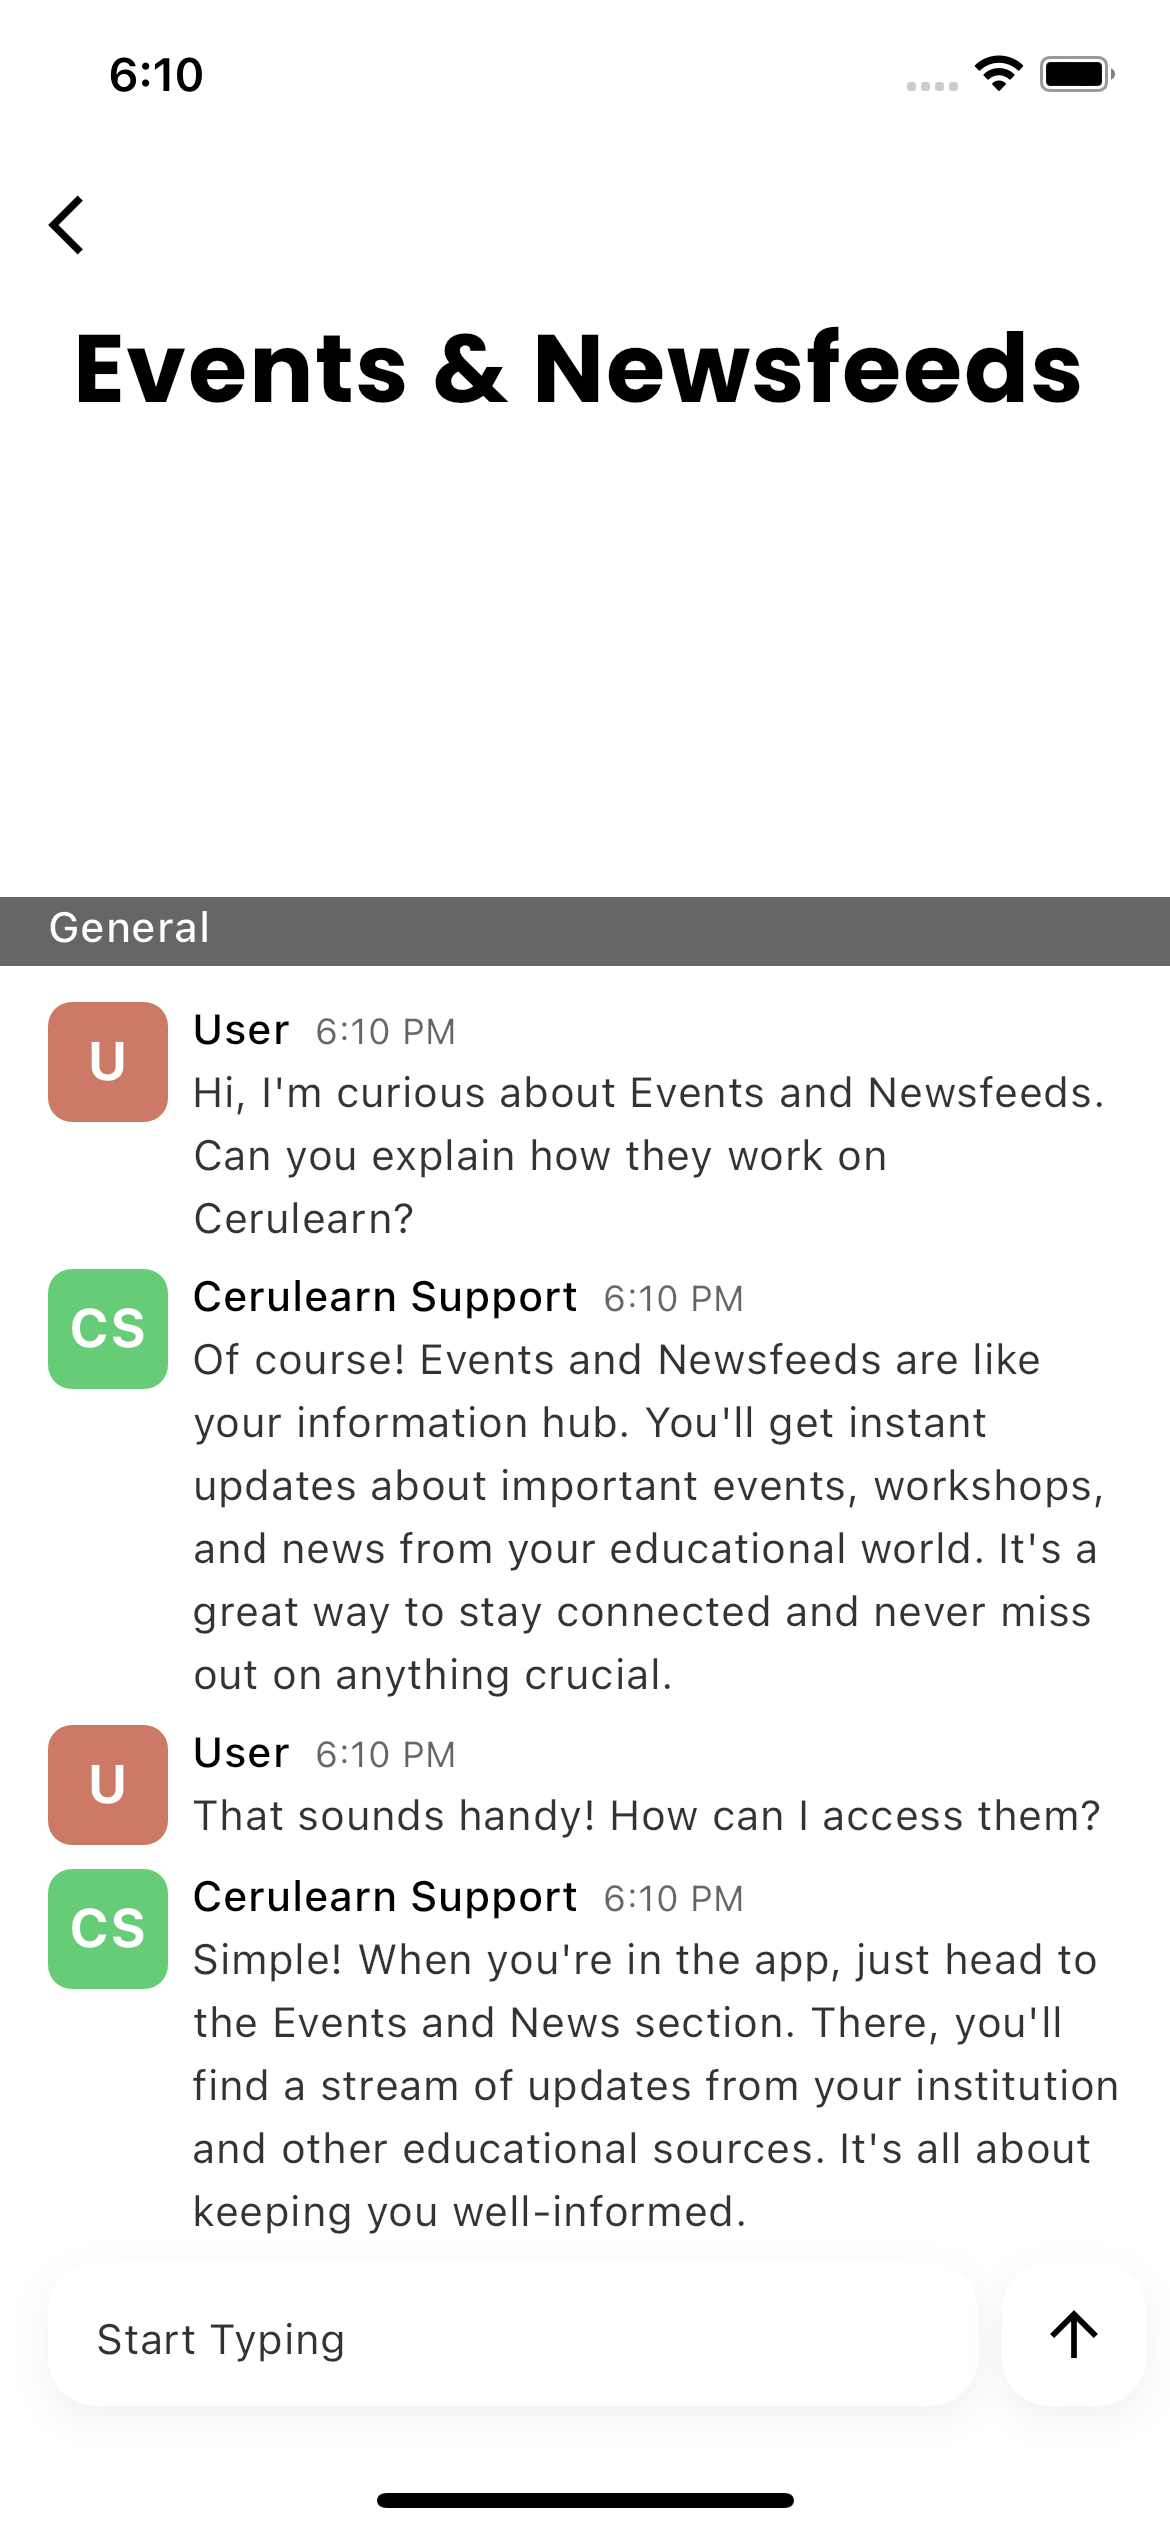 6:10
Events & Newsfeeds
General
U
User 6:10 PM
Hi, I'm curious about Events and Newsfeeds.
Can you explain how they work on
Cerulearn?
CS
Cerulearn Support 6:10 PM
Of course! Events and Newsfeeds are like
your information hub. You'll get instant
updates about important events, workshops,
and news from your educational world. It's a
great way to stay connected and never miss
out on anything crucial.
U
User 6:10 PM
That sounds handy! How can I access them?
CS
Cerulearn Support 6:10 PM
Simple! When you're in the app, just head to
the Events and News section. There, you'll
find a stream of updates from your institution
and other educational sources. It's all about
keeping you well-informed.
Start Typing